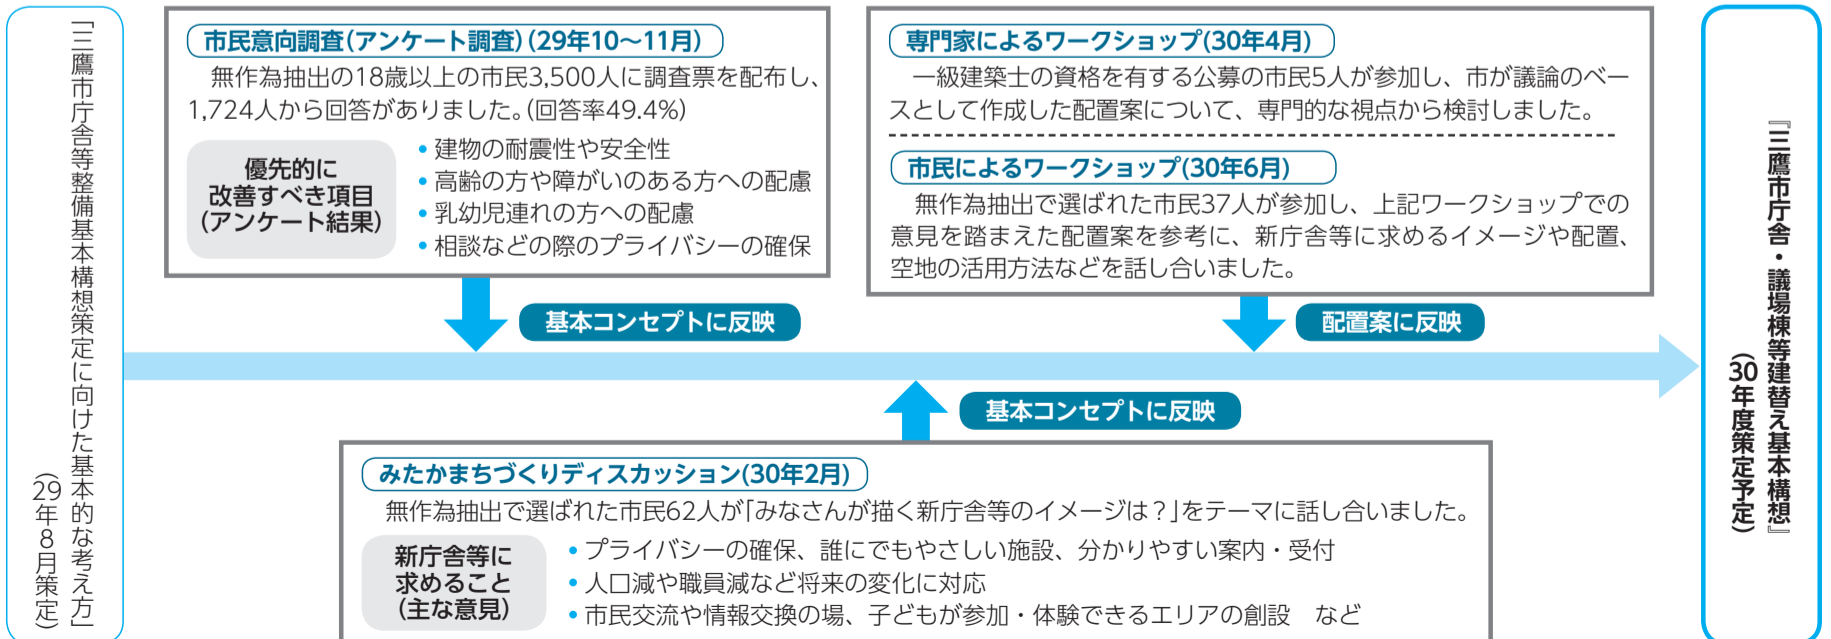 「三鷹市庁舎等整備基本構想策定に向けた基本的な考え方」
（29年8月策定）
市民意向調査（アンケート調査）（29年10～11月）
無作為抽出の18歳以上の市民3,500人に調査票を配布し、
1,724人から回答がありました。（回答率49.4%）
優先的に
改善すべき項目
（アンケート結果）
• 建物の耐震性や安全性
• 高齢の方や障がいのある方への配慮
• 乳幼児連れの方への配慮
• 相談などの際のプライバシーの確保
基本コンセプトに反映
専門家によるワークショップ(30年4月)
一級建築士の資格を有する公募の市民5人が参加し、市が議論のベー
スとして作成した配置案について、専門的な視点から検討しました。
市民によるワークショップ(30年6月)
無作為抽出で選ばれた市民37人が参加し、上記ワークショップでの
意見を踏まえた配置案を参考に、新庁舎等に求めるイメージや配置、
空地の活用方法などを話し合いました。
配置案に反映
基本コンセプトに反映
みたかまちづくりディスカッション(30年2月)
無作為抽出で選ばれた市民62人が「みなさんが描く新庁舎等のイメージは？」をテーマに話し合いました。
新庁舎等に
求めること
（主な意見）
• プライバシーの確保、誰にでもやさしい施設、分かりやすい案内・受付
• 人口減や職員減など将来の変化に対応
• 市民交流や情報交換の場、子どもが参加・体験できるエリアの創設　など
『三鷹市庁舎・議場棟等建替え基本構想』
（30年度策定予定）